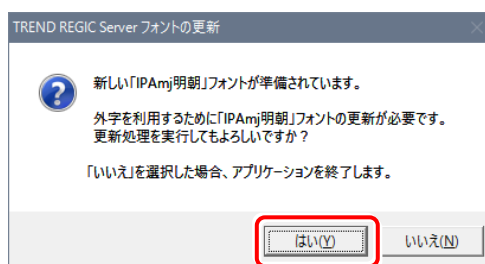 TREND REGIC Server フォントの更新
新しい「IPAmj明朝」フォントが準備されています。
外字を利用するために「IPAmj明朝」フォントの更新が必要です。
更新処理を実行してもよろしいですか？
「いいえ」を選択した場合、アプリケーションを終了します。
はい(Y)
いいえ(N)